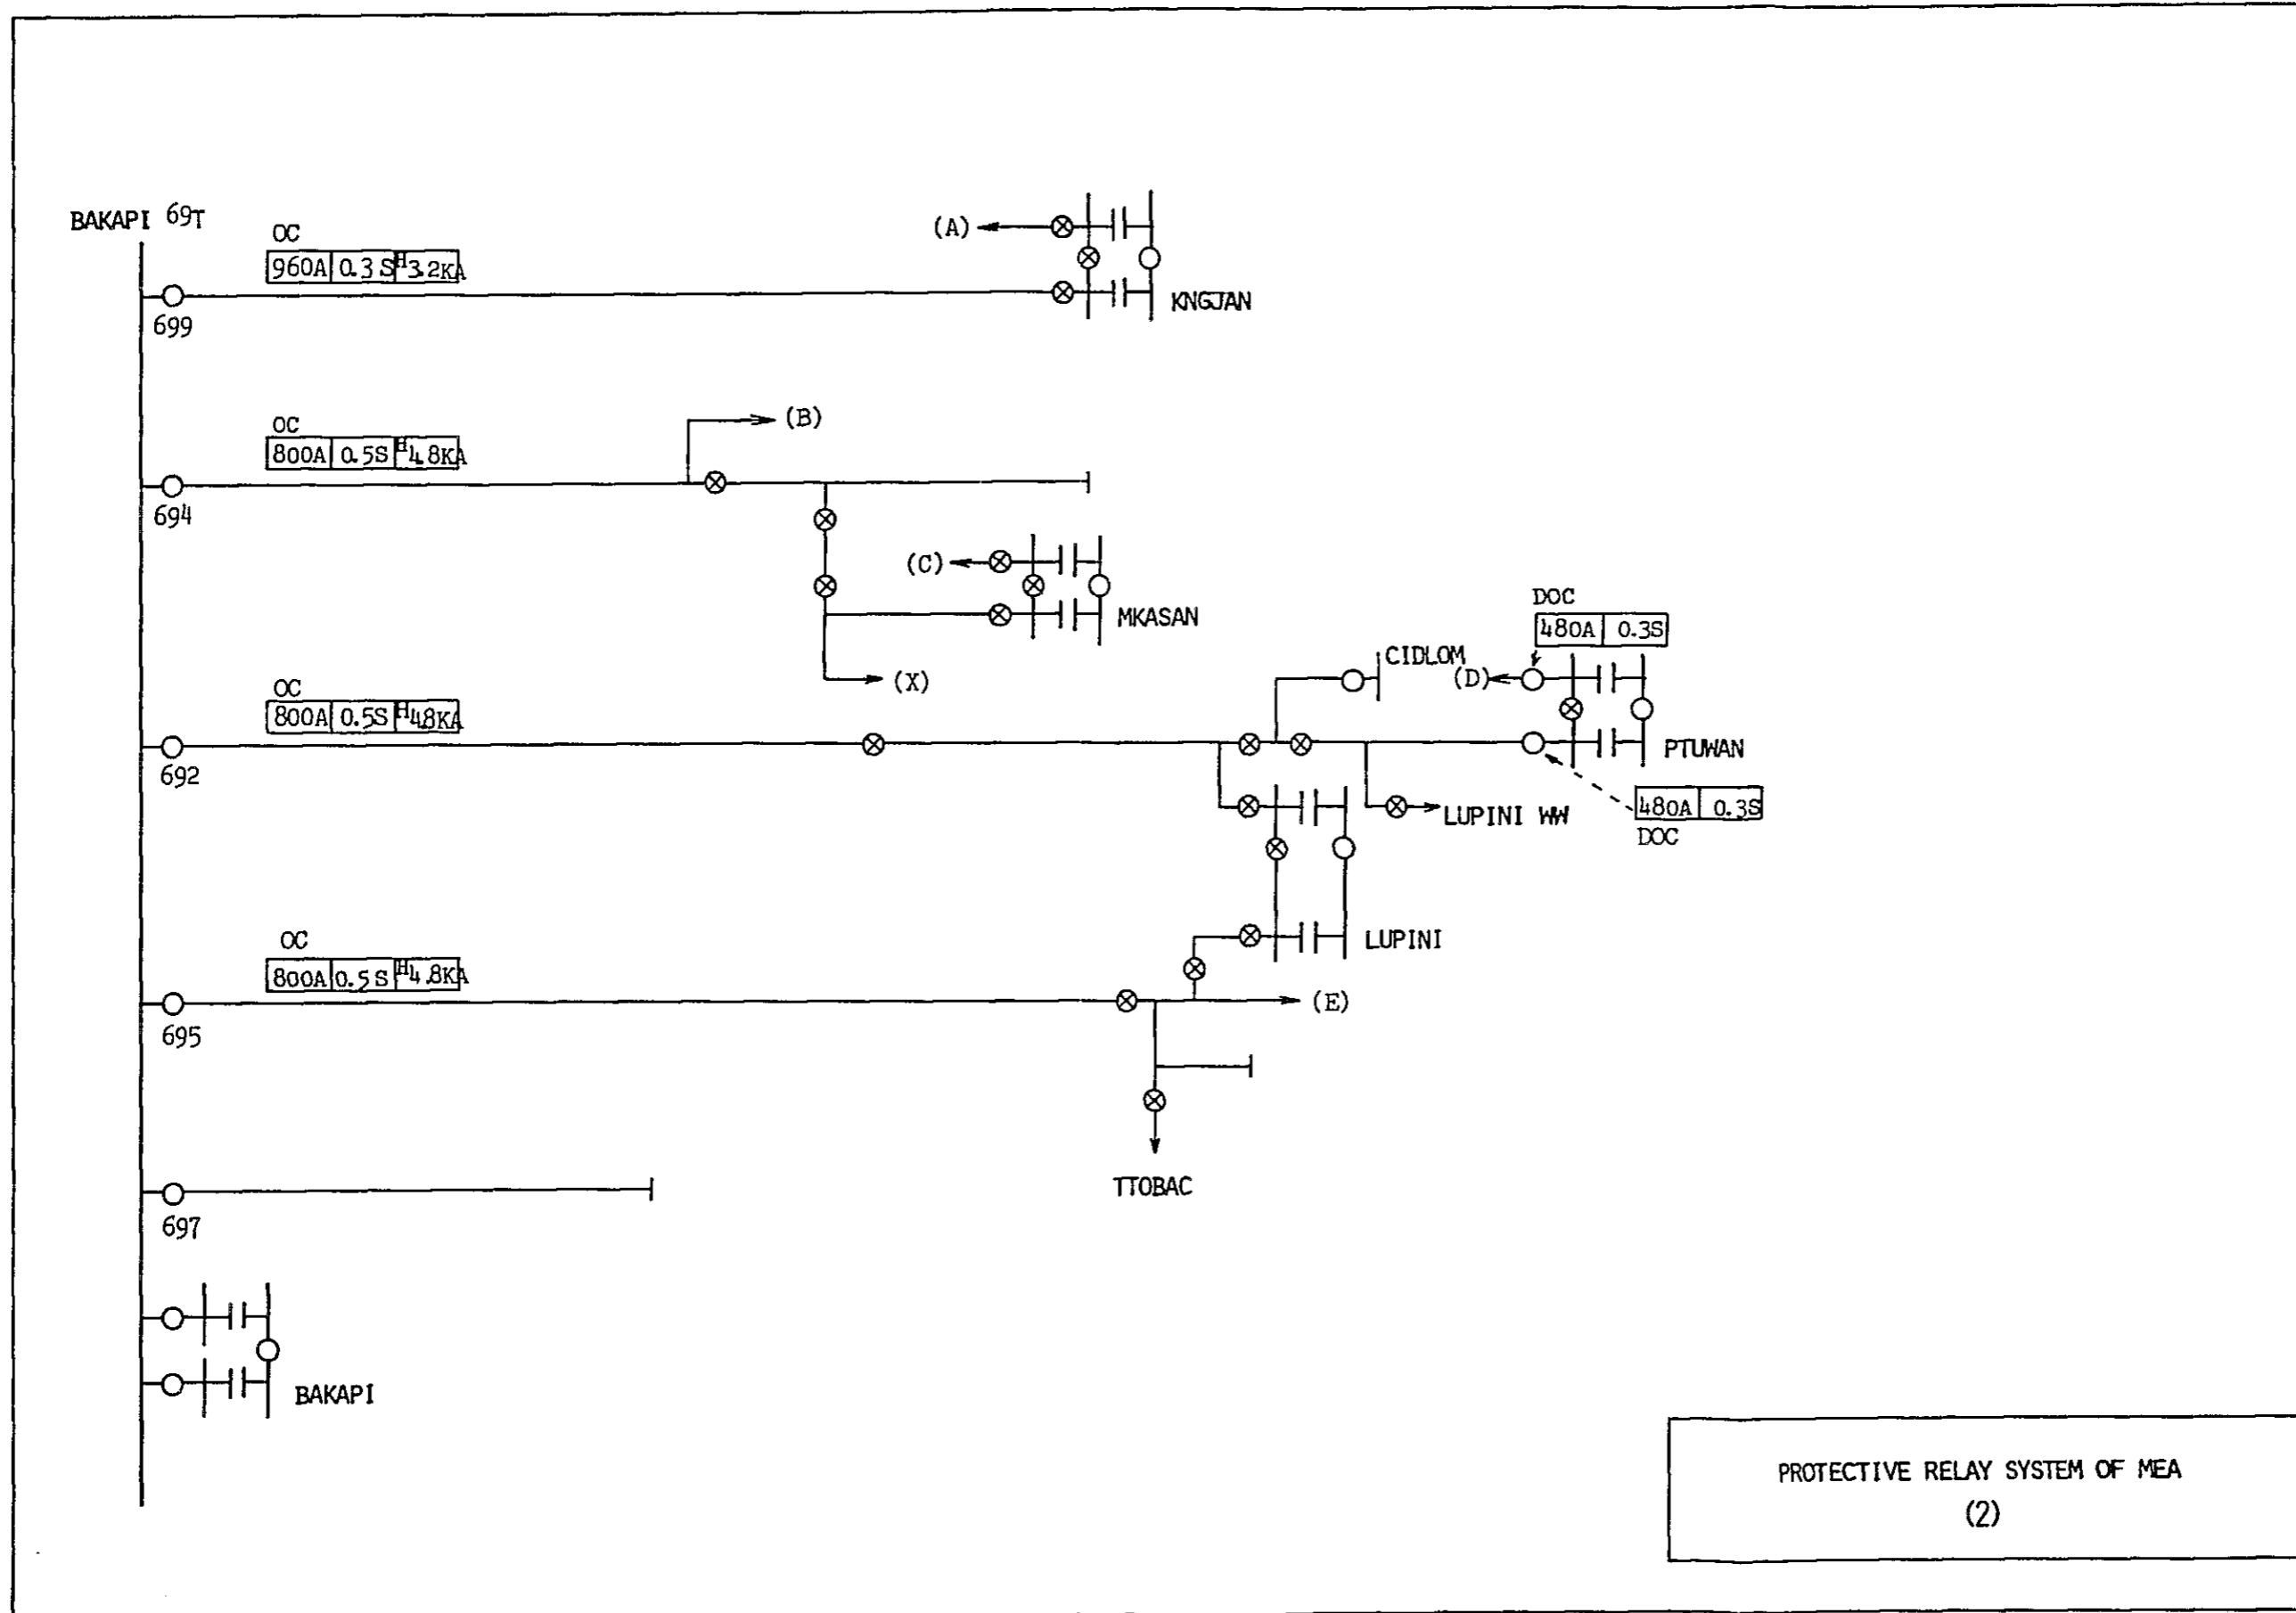 BAKAPI 69T
OC
960A 0.3 S H3.2KA
699
(A)
KNGJAN
OC
800A 0.5S H4.8KA
694
(B)
(C)
MKASAN
(X)
OC
800A 0.5S H48KA
692
CIDLOM
(D)
DOC
480A 0.3S
PTUWAN
480A 0.3S
DOC
LUPINI WW
LUPINI
OC
800A 0.5 S H4.8KA
695
(E)
TTOBAC
697
BAKAPI
PROTECTIVE RELAY SYSTEM OF MEA
(2)